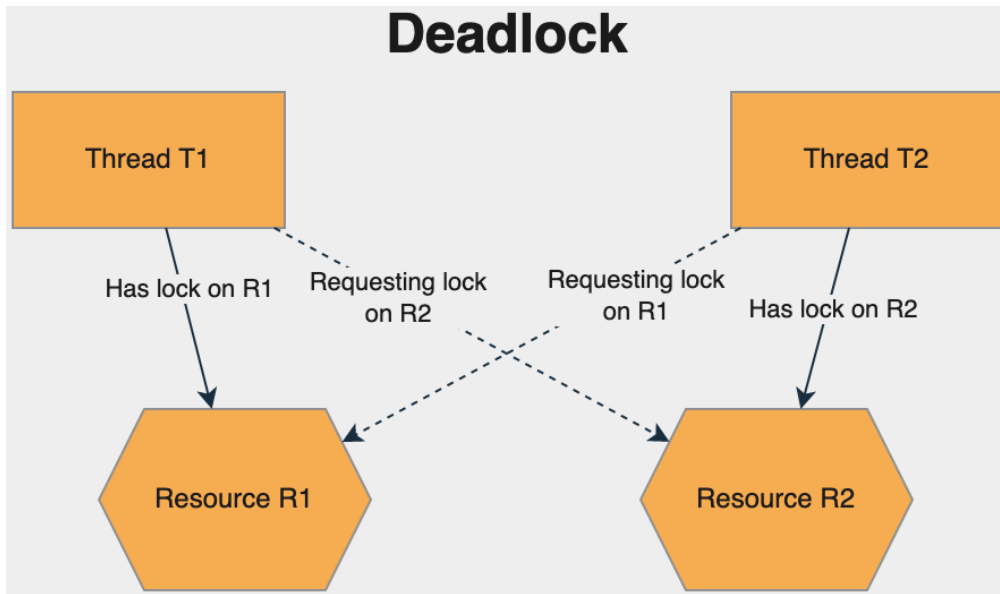 Deadlock
Thread T1
Thread T2
Has lock on R1
Requesting lock
on R2
Requesting lock
on R1
Has lock on R2
Resource R1
Resource R2